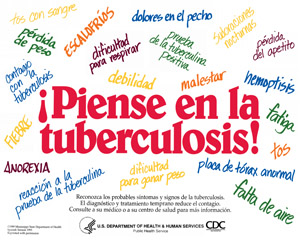 tos con sangre
dolores en el pecho
sudoraciones nocturnas
pérdida de peso
ESCALOFRÍOS
dificultad para respirar
prueba de la tuberculina positiva
pérdida del apetito
contacto con la tuberculosis
debilidad
malestar
hemoptisis
¡Piense en la
tuberculosis!
FIEBRE
fatiga
tos
ANOREXIA
reacción a la
prueba de la tuberculina
dificultad
para ganar peso
placa de tórax anormal
falta de aire
Reconozca los probables síntomas y signos de la tuberculosis.
El diagnóstico y tratamiento temprano reduce el contagio.
Consulte a su médico o a su centro de salud para más información.
U.S. DEPARTMENT OF HEALTH & HUMAN SERVICES
Public Health Service
CDC